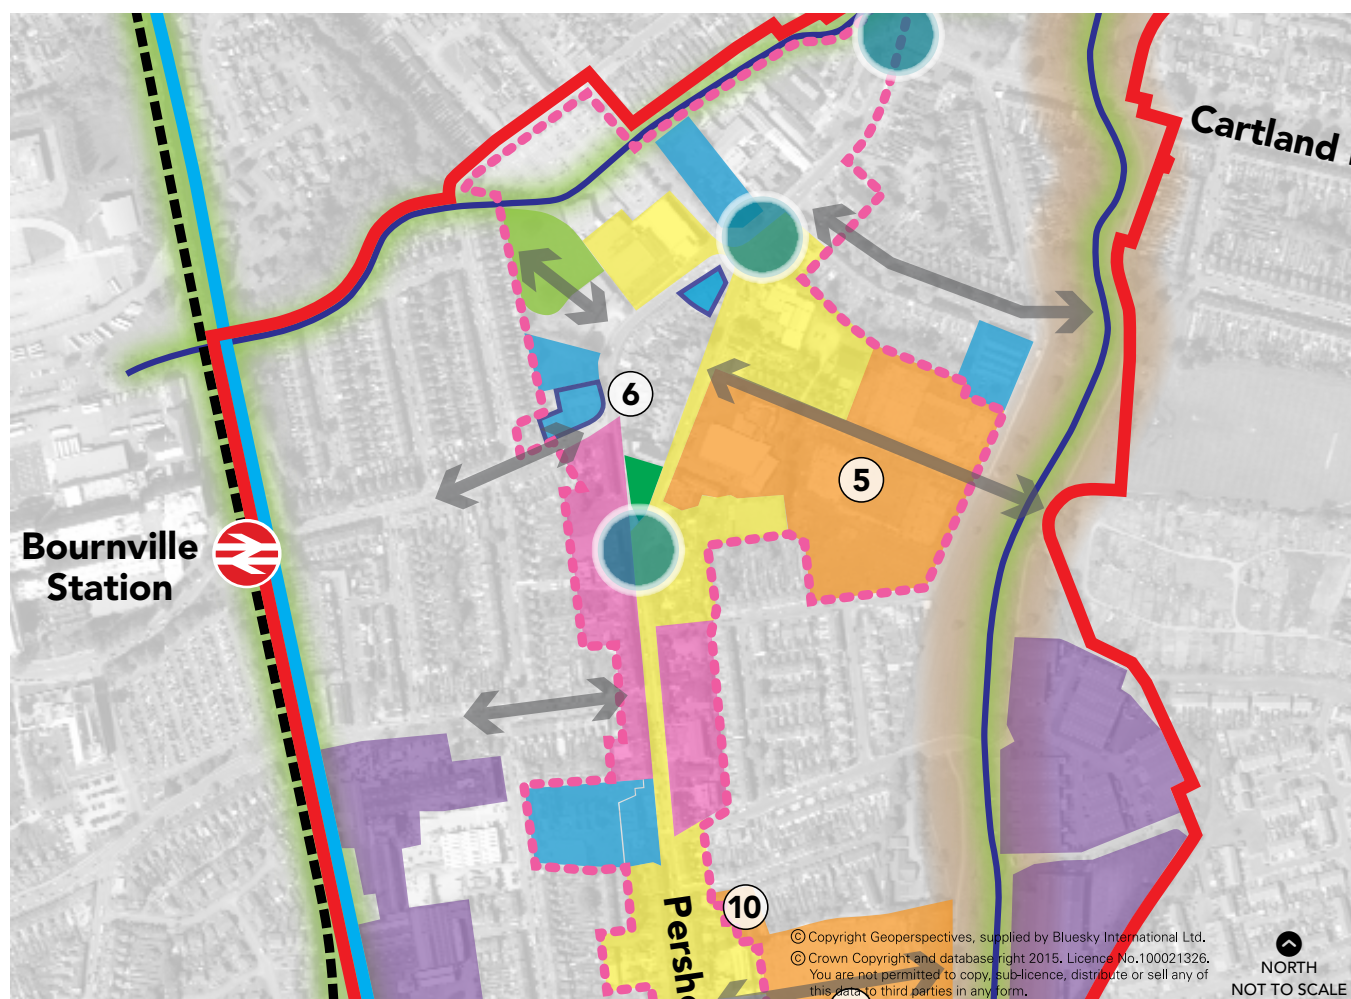 Cartland
6
5
Bournville
Station
10
Persho
© Copyright Geoperspectives, supplied by Bluesky International Ltd.
© Crown Copyright and database right 2015. Licence No.100021326.
You are not permitted to copy, sub-licence, distribute or sell any of
this data to third parties in any form.
NORTH
NOT TO SCALE